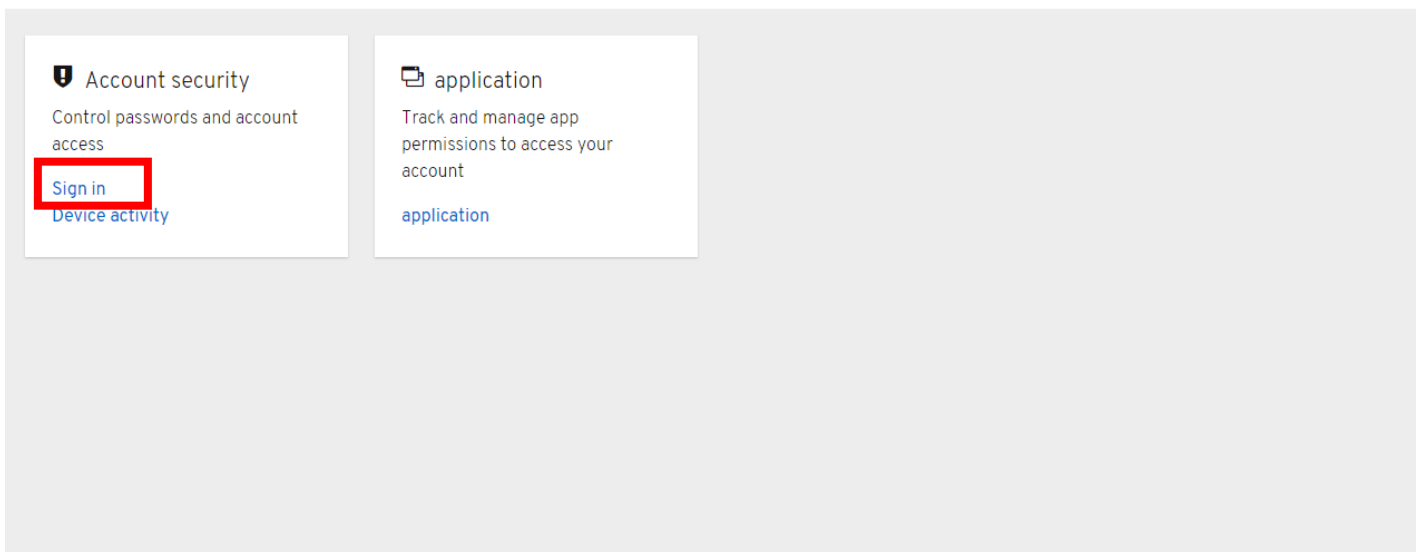 Account security
Control passwords and account
access
Sign in
Device activity
application
Track and manage app
permissions to access your
account
application